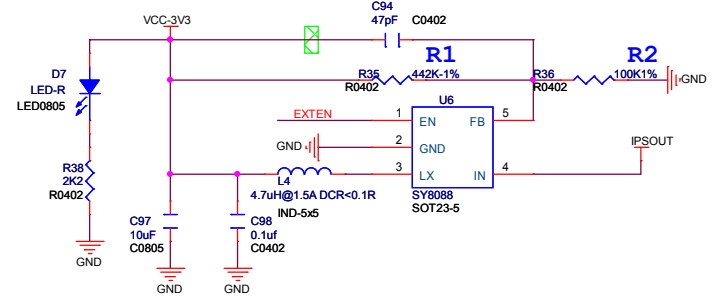 C94
47pF C0402
VCC-3V3
R1 R2
D7
LED-R
LED0805
R35 442K-1%
R0402
R36 100K1%
R0402
GND
U6
EXTEN 1 EN FB 5
GND 2 GND
IPSOUT
3 LX IN 4
R38
2K2
R0402
L4
4.7uH@1.5A DCR<0.1R
IND-5x5
SY8088
SOT23-5
C97
10uF
C0805
C98
0.1uf
C0402
GND
GND
GND